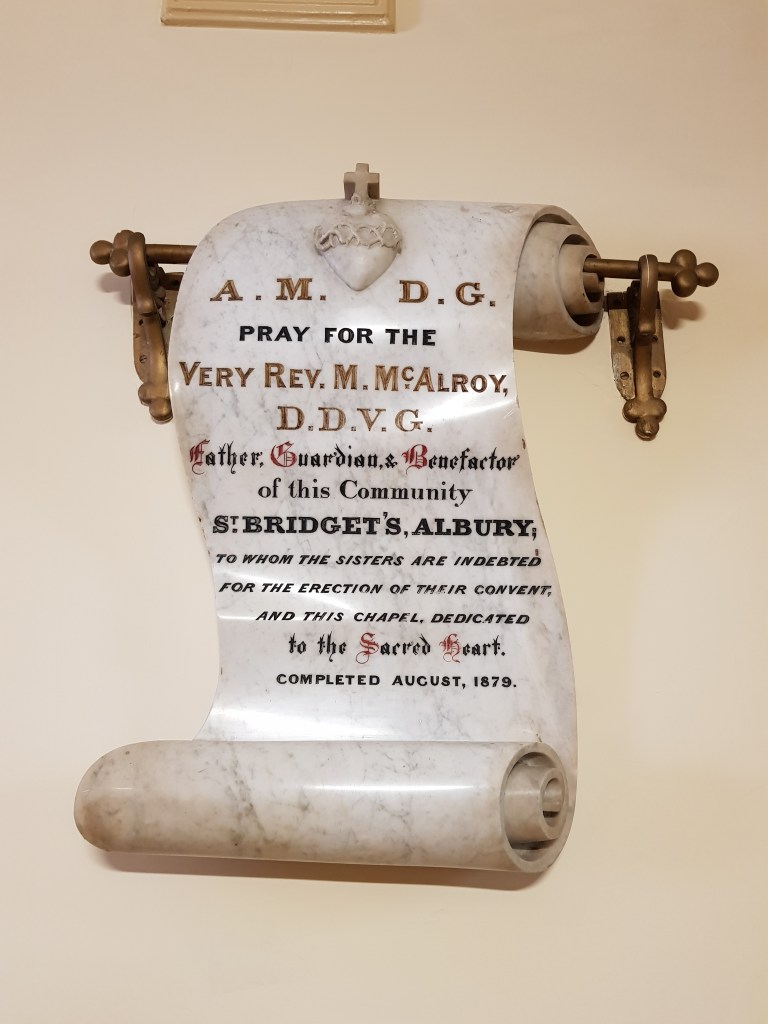 A. M. D. G.
PRAY FOR THE
VERY REV. M. McALROY,
D.D.V.G.
Father, Guardian, & Benefactor
of this Community
ST BRIDGET'S, ALBURY;
TO WHOM THE SISTERS ARE INDEBTED
FOR THE ERECTION OF THEIR CONVENT,
AND THIS CHAPEL, DEDICATED
to the Sacred Heart.
COMPLETED AUGUST, 1879.